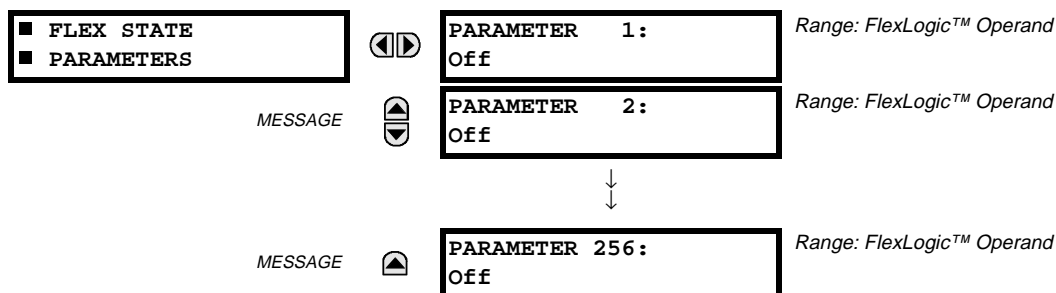 ■ FLEX STATE
■ PARAMETERS
PARAMETER 1:
Off
Range: FlexLogic™ Operand
MESSAGE
PARAMETER 2:
Off
Range: FlexLogic™ Operand
↓
↓
MESSAGE
PARAMETER 256:
Off
Range: FlexLogic™ Operand